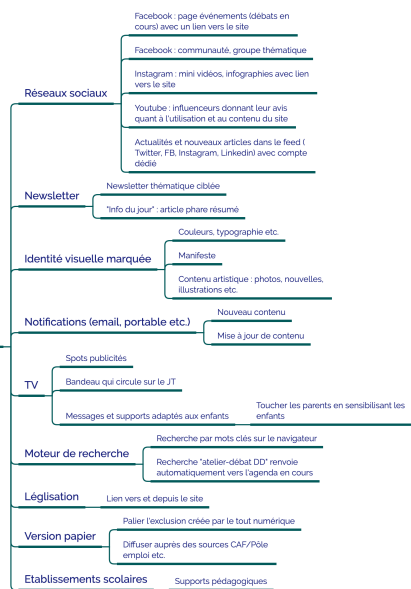 Réseaux sociaux
Facebook : page événements (débats en
cours) avec un lien vers le site
Facebook : communauté, groupe thématique
Instagram : mini vidéos, infographies avec lien
vers le site
Youtube : influenceurs donnant leur avis
quant à l'utilisation et au contenu du site
Actualités et nouveaux articles dans le feed (
Twitter, FB, Instagram, Linkedin) avec compte
dédié
Newsletter
Newsletter thématique ciblée
"Info du jour" : article phare résumé
Identité visuelle marquée
Couleurs, typographie etc.
Manifeste
Contenu artistique : photos, nouvelles,
illustrations etc.
Notifications (email, portable etc.)
Nouveau contenu
Mise à jour de contenu
TV
Spots publicités
Bandeau qui circule sur le JT
Messages et supports adaptés aux enfants
Toucher les parents en sensibilisant les
enfants
Moteur de recherche
Recherche par mots clés sur le navigateur
Recherche "atelier-débat DD" renvoie
automatiquement vers l'agenda en cours
Léglisation
Lien vers et depuis le site
Version papier
Palier l'exclusion créée par le tout numérique
Diffuser auprès des sources CAF/Pôle
emploi etc.
Etablissements scolaires
Supports pédagogiques